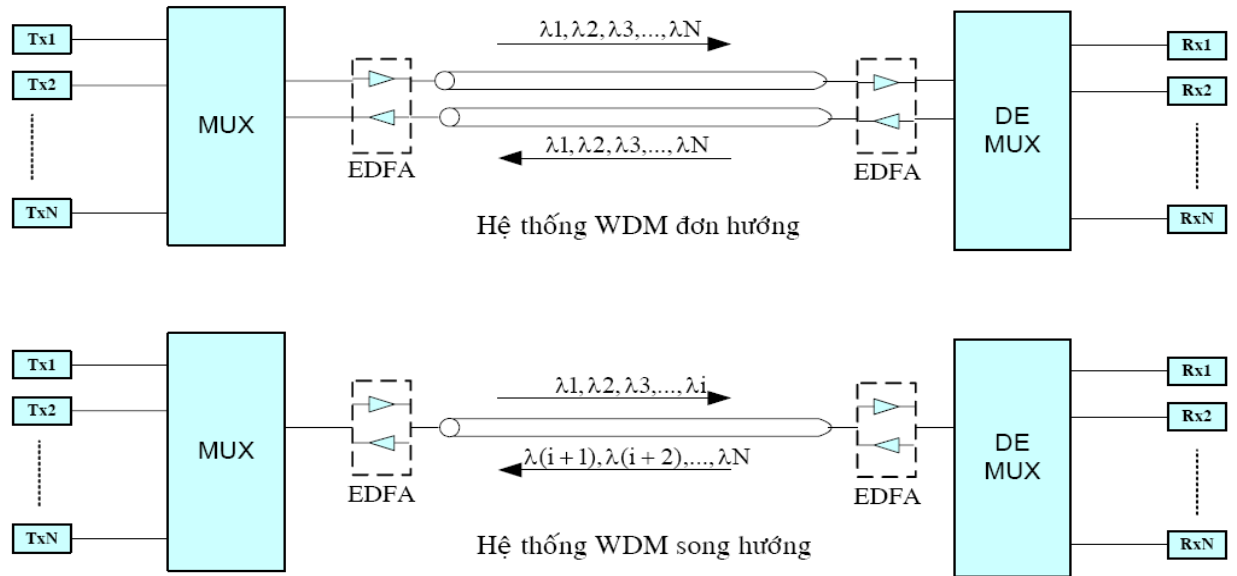 Tx1
Tx2
TxN
MUX
EDFA
λ1, λ2, λ3,..., λN
λ1, λ2, λ3,..., λN
EDFA
DE
MUX
Rx1
Rx2
RxN
Hệ thống WDM đơn hướng
Tx1
Tx2
TxN
MUX
EDFA
λ1, λ2, λ3,..., λi
λ(i + 1), λ(i + 2),..., λN
EDFA
DE
MUX
Rx1
Rx2
RxN
Hệ thống WDM song hướng